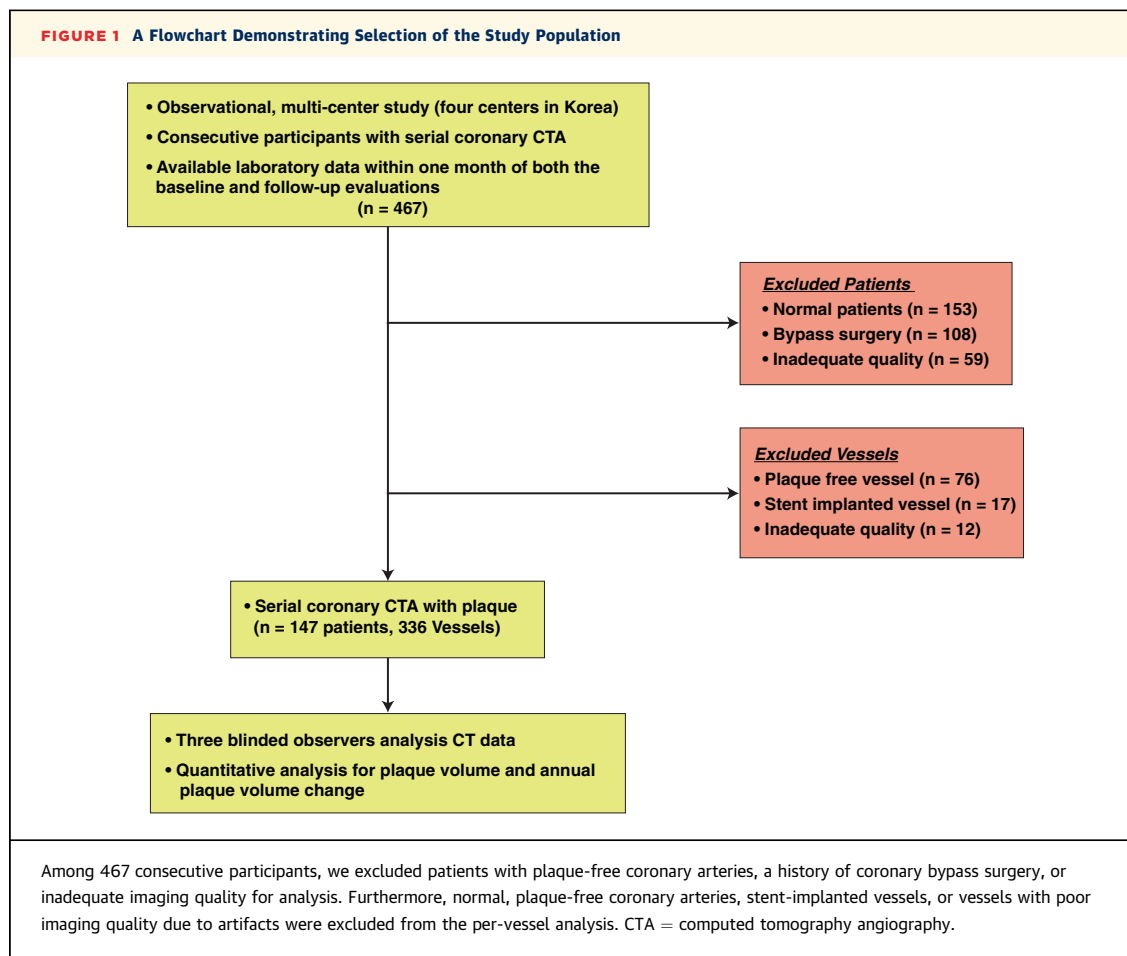 FIGURE 1 A Flowchart Demonstrating Selection of the Study Population
• Observational, multi-center study (four centers in Korea)
• Consecutive participants with serial coronary CTA
• Available laboratory data within one month of both the
baseline and follow-up evaluations
(n = 467)
Excluded Patients
• Normal patients (n = 153)
• Bypass surgery (n = 108)
• Inadequate quality (n = 59)
Excluded Vessels
• Plaque free vessel (n = 76)
• Stent implanted vessel (n = 17)
• Inadequate quality (n = 12)
• Serial coronary CTA with plaque
(n = 147 patients, 336 Vessels)
• Three blinded observers analysis CT data
• Quantitative analysis for plaque volume and annual
plaque volume change
Among 467 consecutive participants, we excluded patients with plaque-free coronary arteries, a history of coronary bypass surgery, or
inadequate imaging quality for analysis. Furthermore, normal, plaque-free coronary arteries, stent-implanted vessels, or vessels with poor
imaging quality due to artifacts were excluded from the per-vessel analysis. CTA = computed tomography angiography.